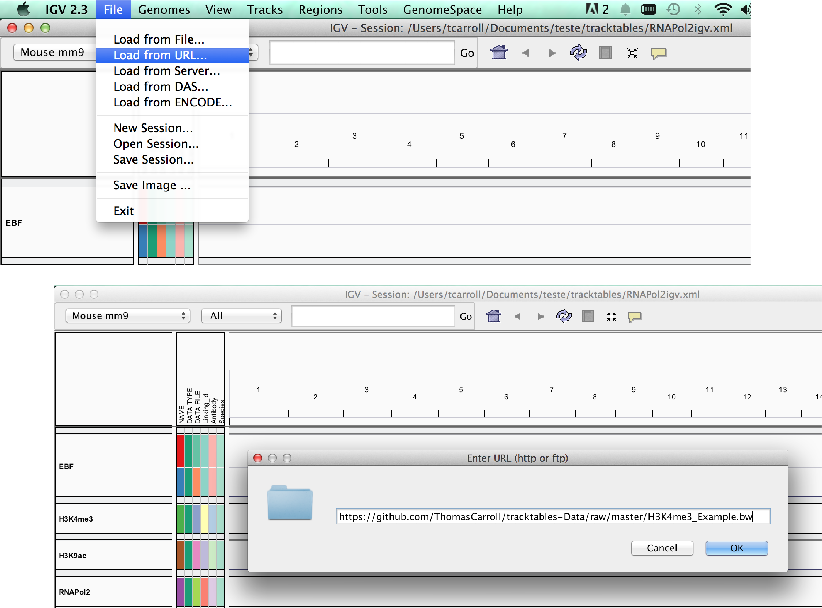 IGV 2.3 File Genomes View Tracks Regions Tools GenomeSpace Help 2
IGV - Session: /Users/tcarroll/Documents/teste/tracktables/RNAPol2igv.xml
Mouse mm9 Go
Load from File...
Load from URL...
Load from Server...
Load from DAS...
Load from ENCODE...
New Session...
Open Session...
Save Session...
Save Image ...
Exit
2 3 4 5 6 7 8 9 10 11
EBF
IGV - Session: /Users/tcarroll/Documents/teste/tracktables/RNAPol2igv.xml
Mouse mm9 All Go
NAME
DATA TYPE
DATA FILE
Linking_id
Antibody
Species
1 2 3 4 5 6 7 8 9 10 11 12 13 14
EBF
H3K4me3
H3K9ac
RNAPol2
Enter URL (http or ftp)
https://github.com/ThomasCarroll/tracktables-Data/raw/master/H3K4me3_Example.bw
Cancel OK